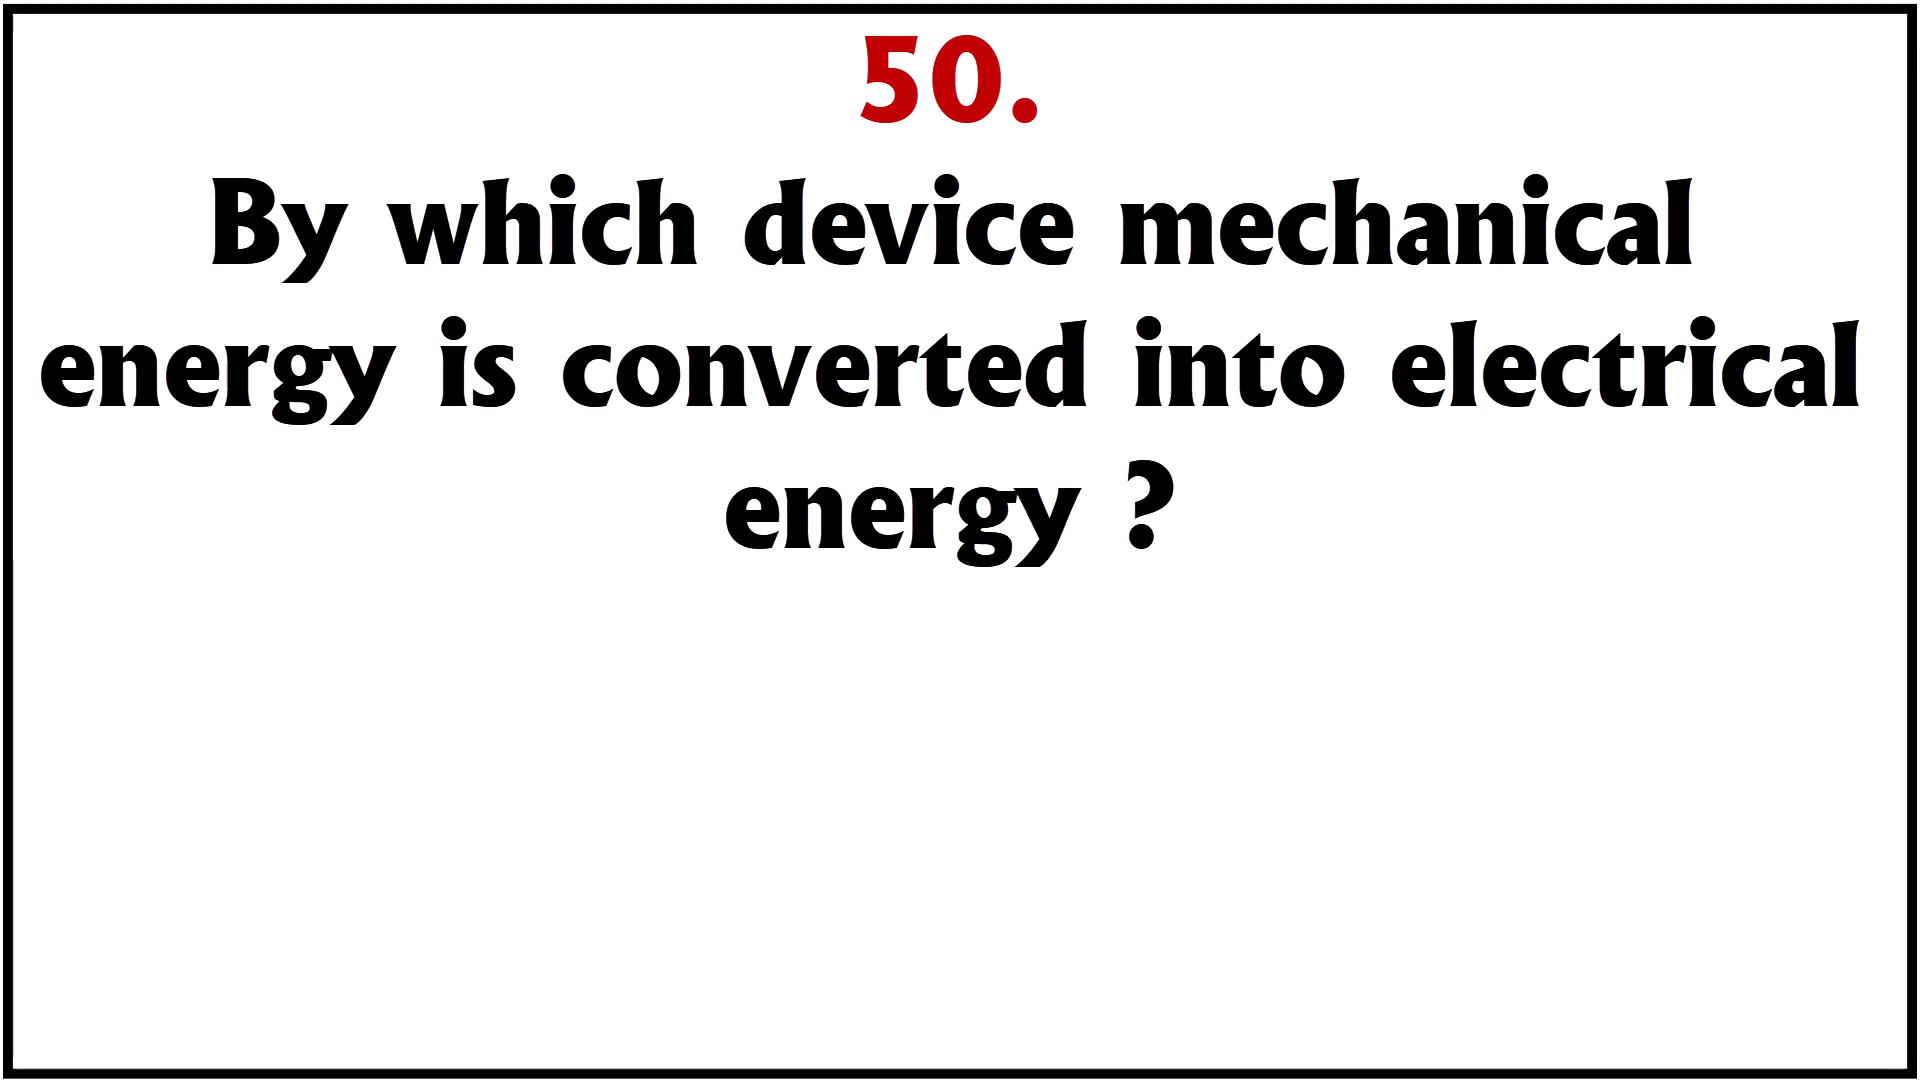 50.
By which device mechanical
energy is converted into electrical
energy ?